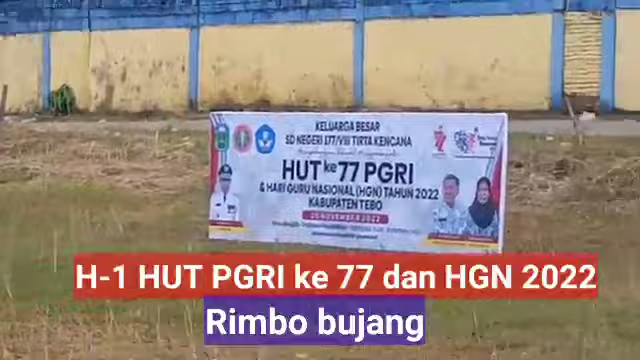 KELUARGA BESAR
SD NEGERI 177/VIII TIRTA KENCANA
HUT ke 77 PGRI
& HARI GURU NASIONAL (HGN) TAHUN 2022
KABUPATEN TEBO
25 NOVEMBER 2022
H-1 HUT PGRI ke 77 dan HGN 2022
Rimbo bujang